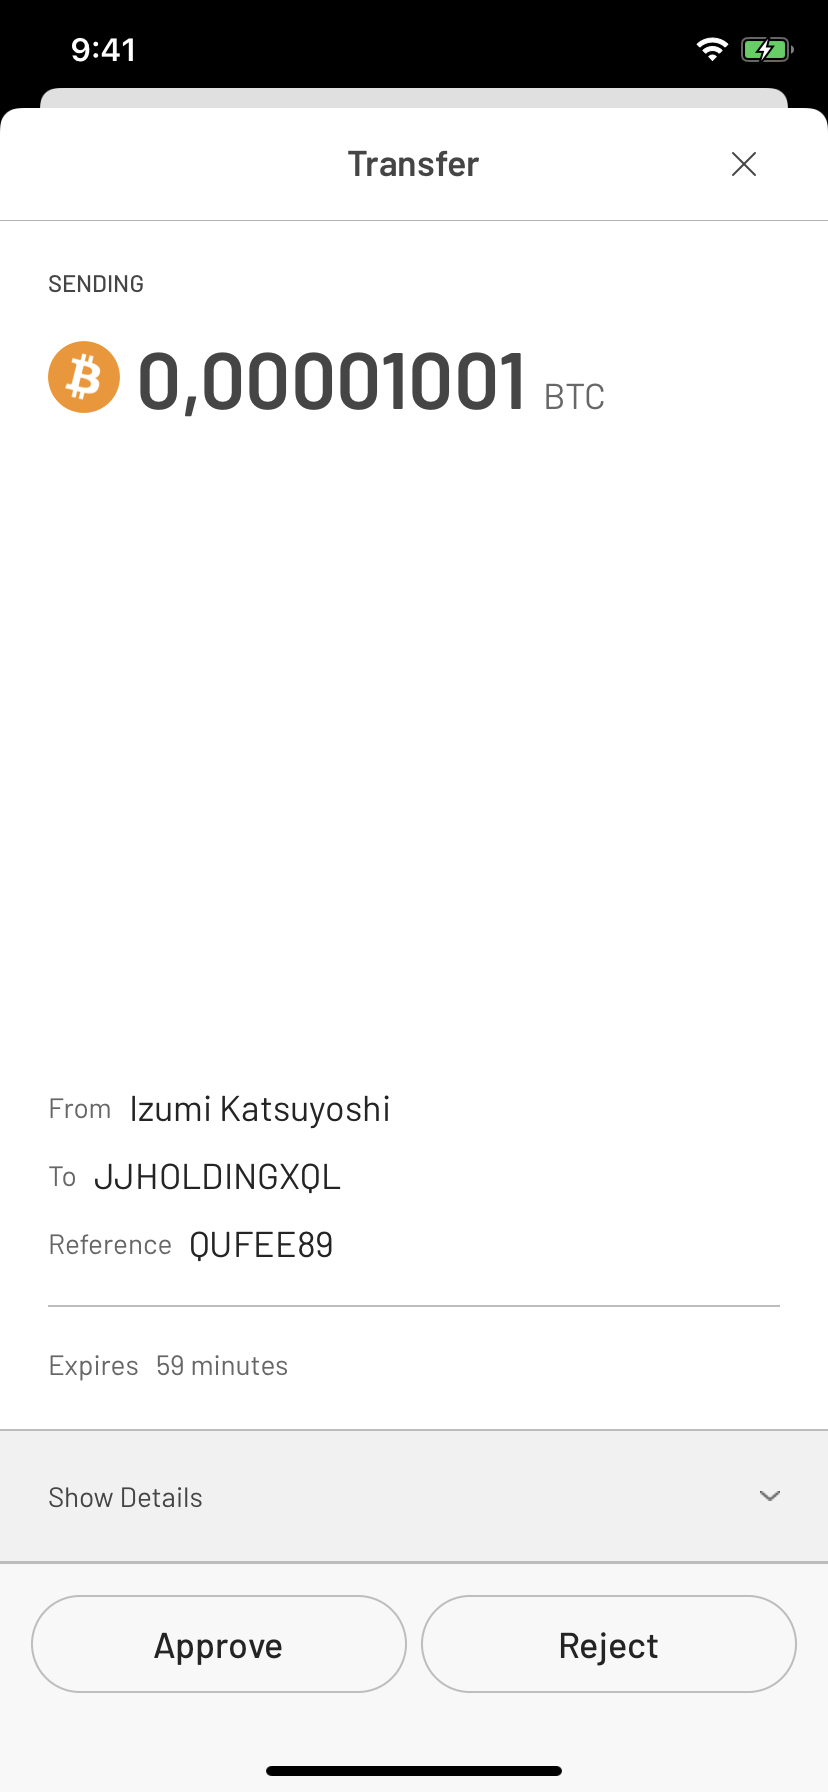 9:41
Transfer
SENDING
0,00001001 BTC
From Izumi Katsuyoshi
To JJHOLDINGXQL
Reference QUFEE89
Expires 59 minutes
Show Details
Approve Reject